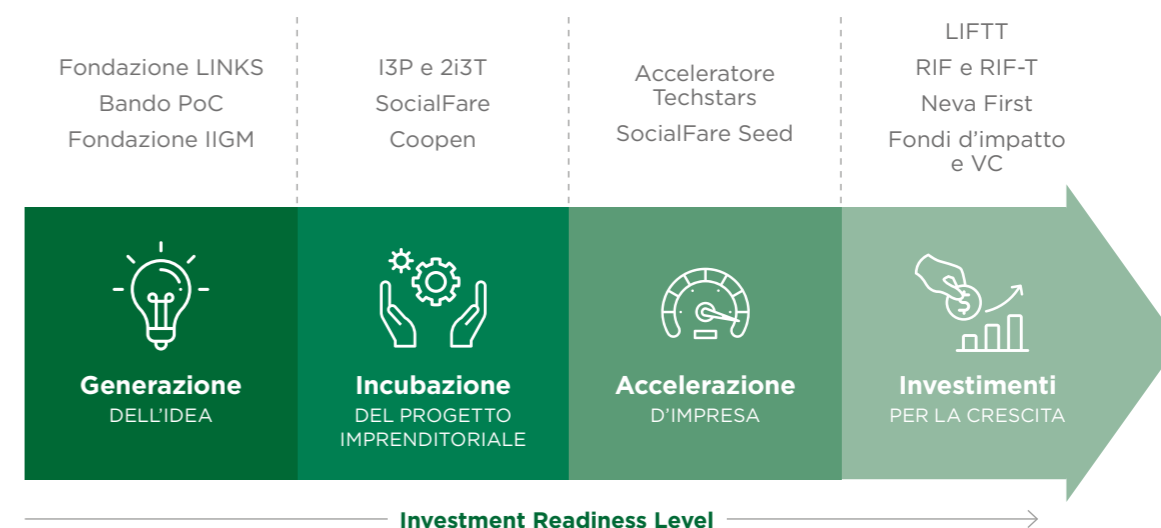 Fondazione LINKS
Bando PoC
Fondazione IIGM
I3P e 2i3T
SocialFare
Coopen
Acceleratore
Techstars
SocialFare Seed
LIFTT
RIF e RIF-T
Neva First
Fondi d’impatto
e VC
Generazione
DELL’IDEA
Incubazione
DEL PROGETTO
IMPRENDITORIALE
Accelerazione
D’IMPRESA
Investimenti
PER LA CRESCITA
Investment Readiness Level